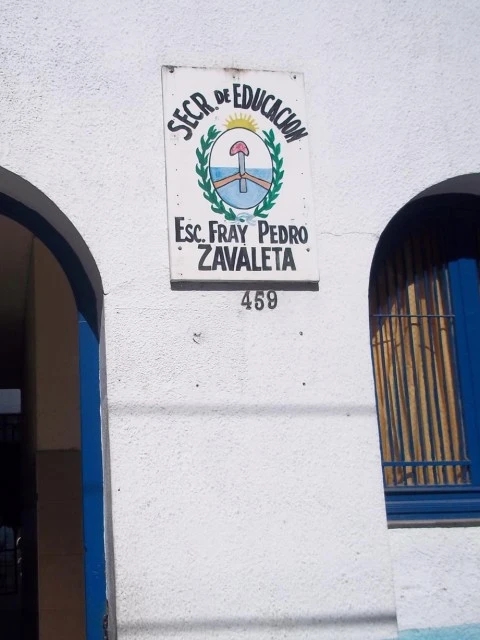 SECR. DE EDUCACION
ESC. FRAY PEDRO
ZAVALETA
459